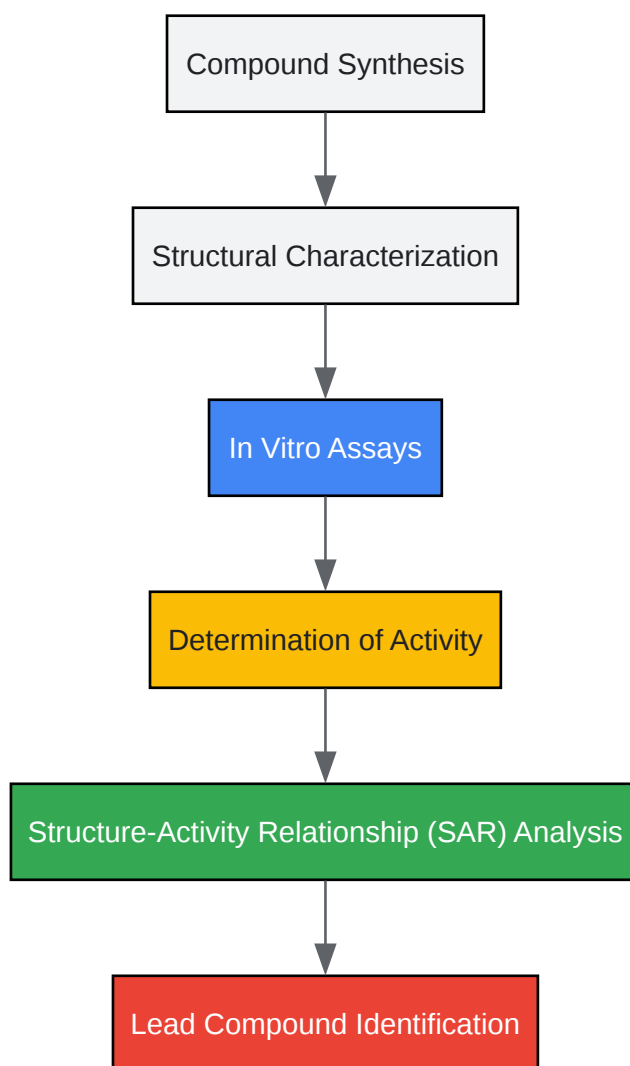 Compound Synthesis
Structural Characterization
In Vitro Assays
Determination of Activity
Structure-Activity Relationship (SAR) Analysis
Lead Compound Identification